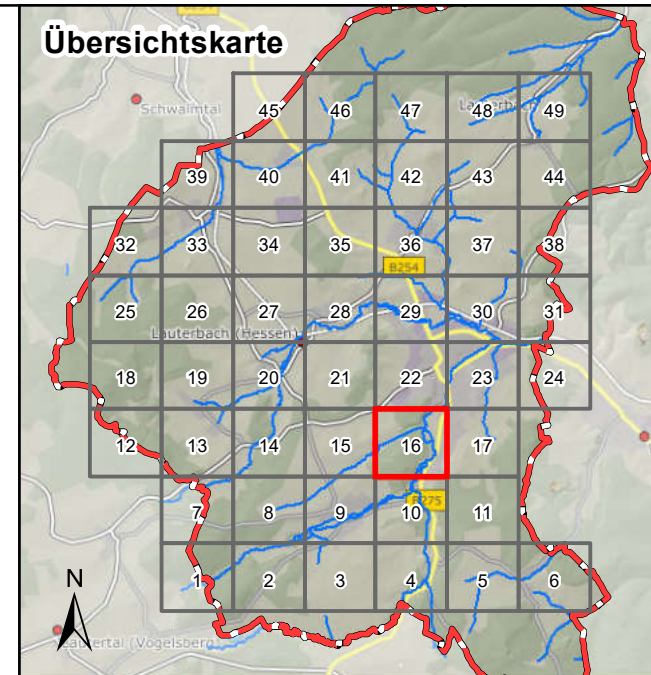 Übersichtskarte
Schwalmtal
45 46 47 48 49
Lauterbach
39 40 41 42 43 44
32 33 34 35 36 37 38
B254
25 26 27 28 29 30 31
Lauterbach (Hessen)
18 19 20 21 22 23 24
12 13 14 15 16 17
7 8 9 10 11
B275
1 2 3 4 5 6
N
Lautertal (Vogelsberg)